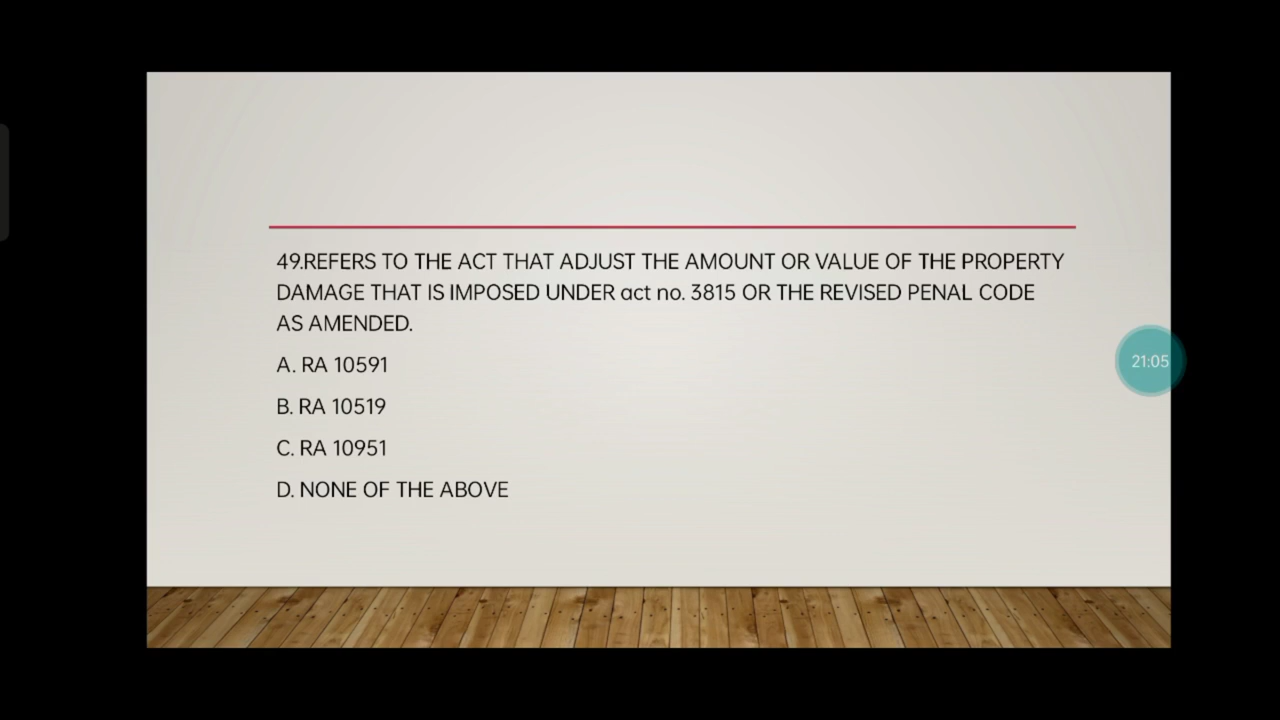 49.REFERS TO THE ACT THAT ADJUST THE AMOUNT OR VALUE OF THE PROPERTY
DAMAGE THAT IS IMPOSED UNDER act no. 3815 OR THE REVISED PENAL CODE
AS AMENDED.
A. RA 10591
21:05
B. RA 10519
C. RA 10951
D. NONE OF THE ABOVE